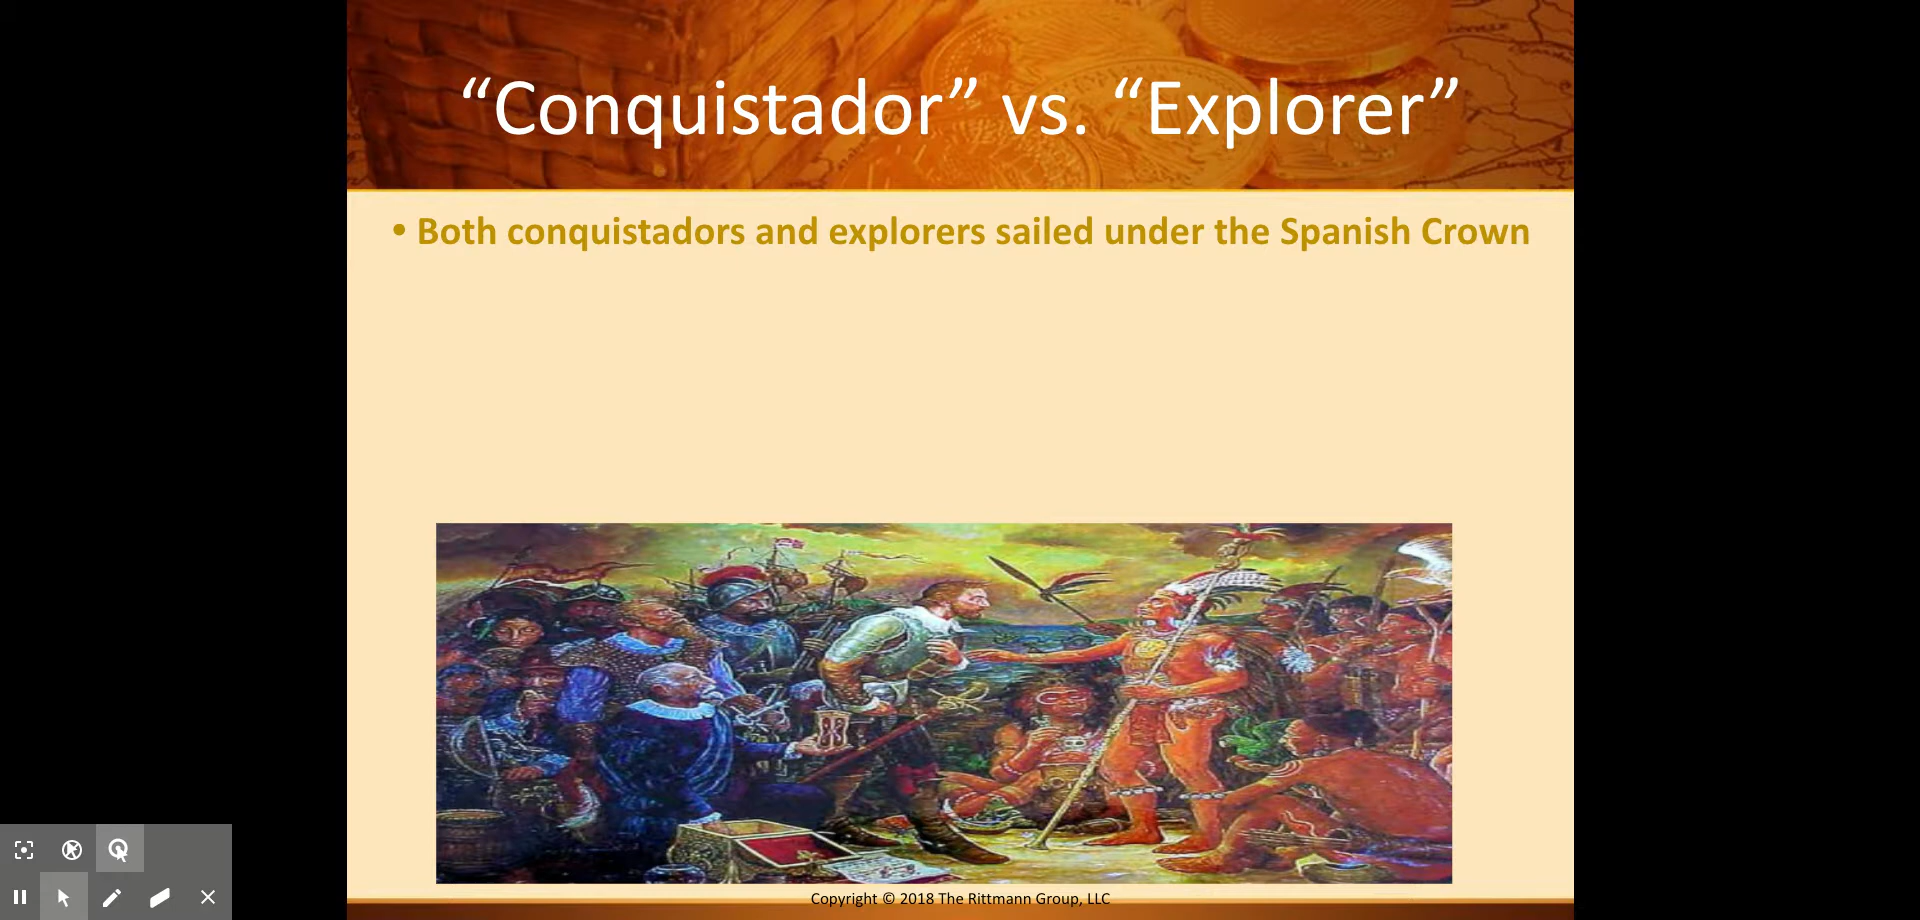 “Conquistador” vs. “Explorer”
• Both conquistadors and explorers sailed under the Spanish Crown
Copyright © 2018 The Rittmann Group, LLC